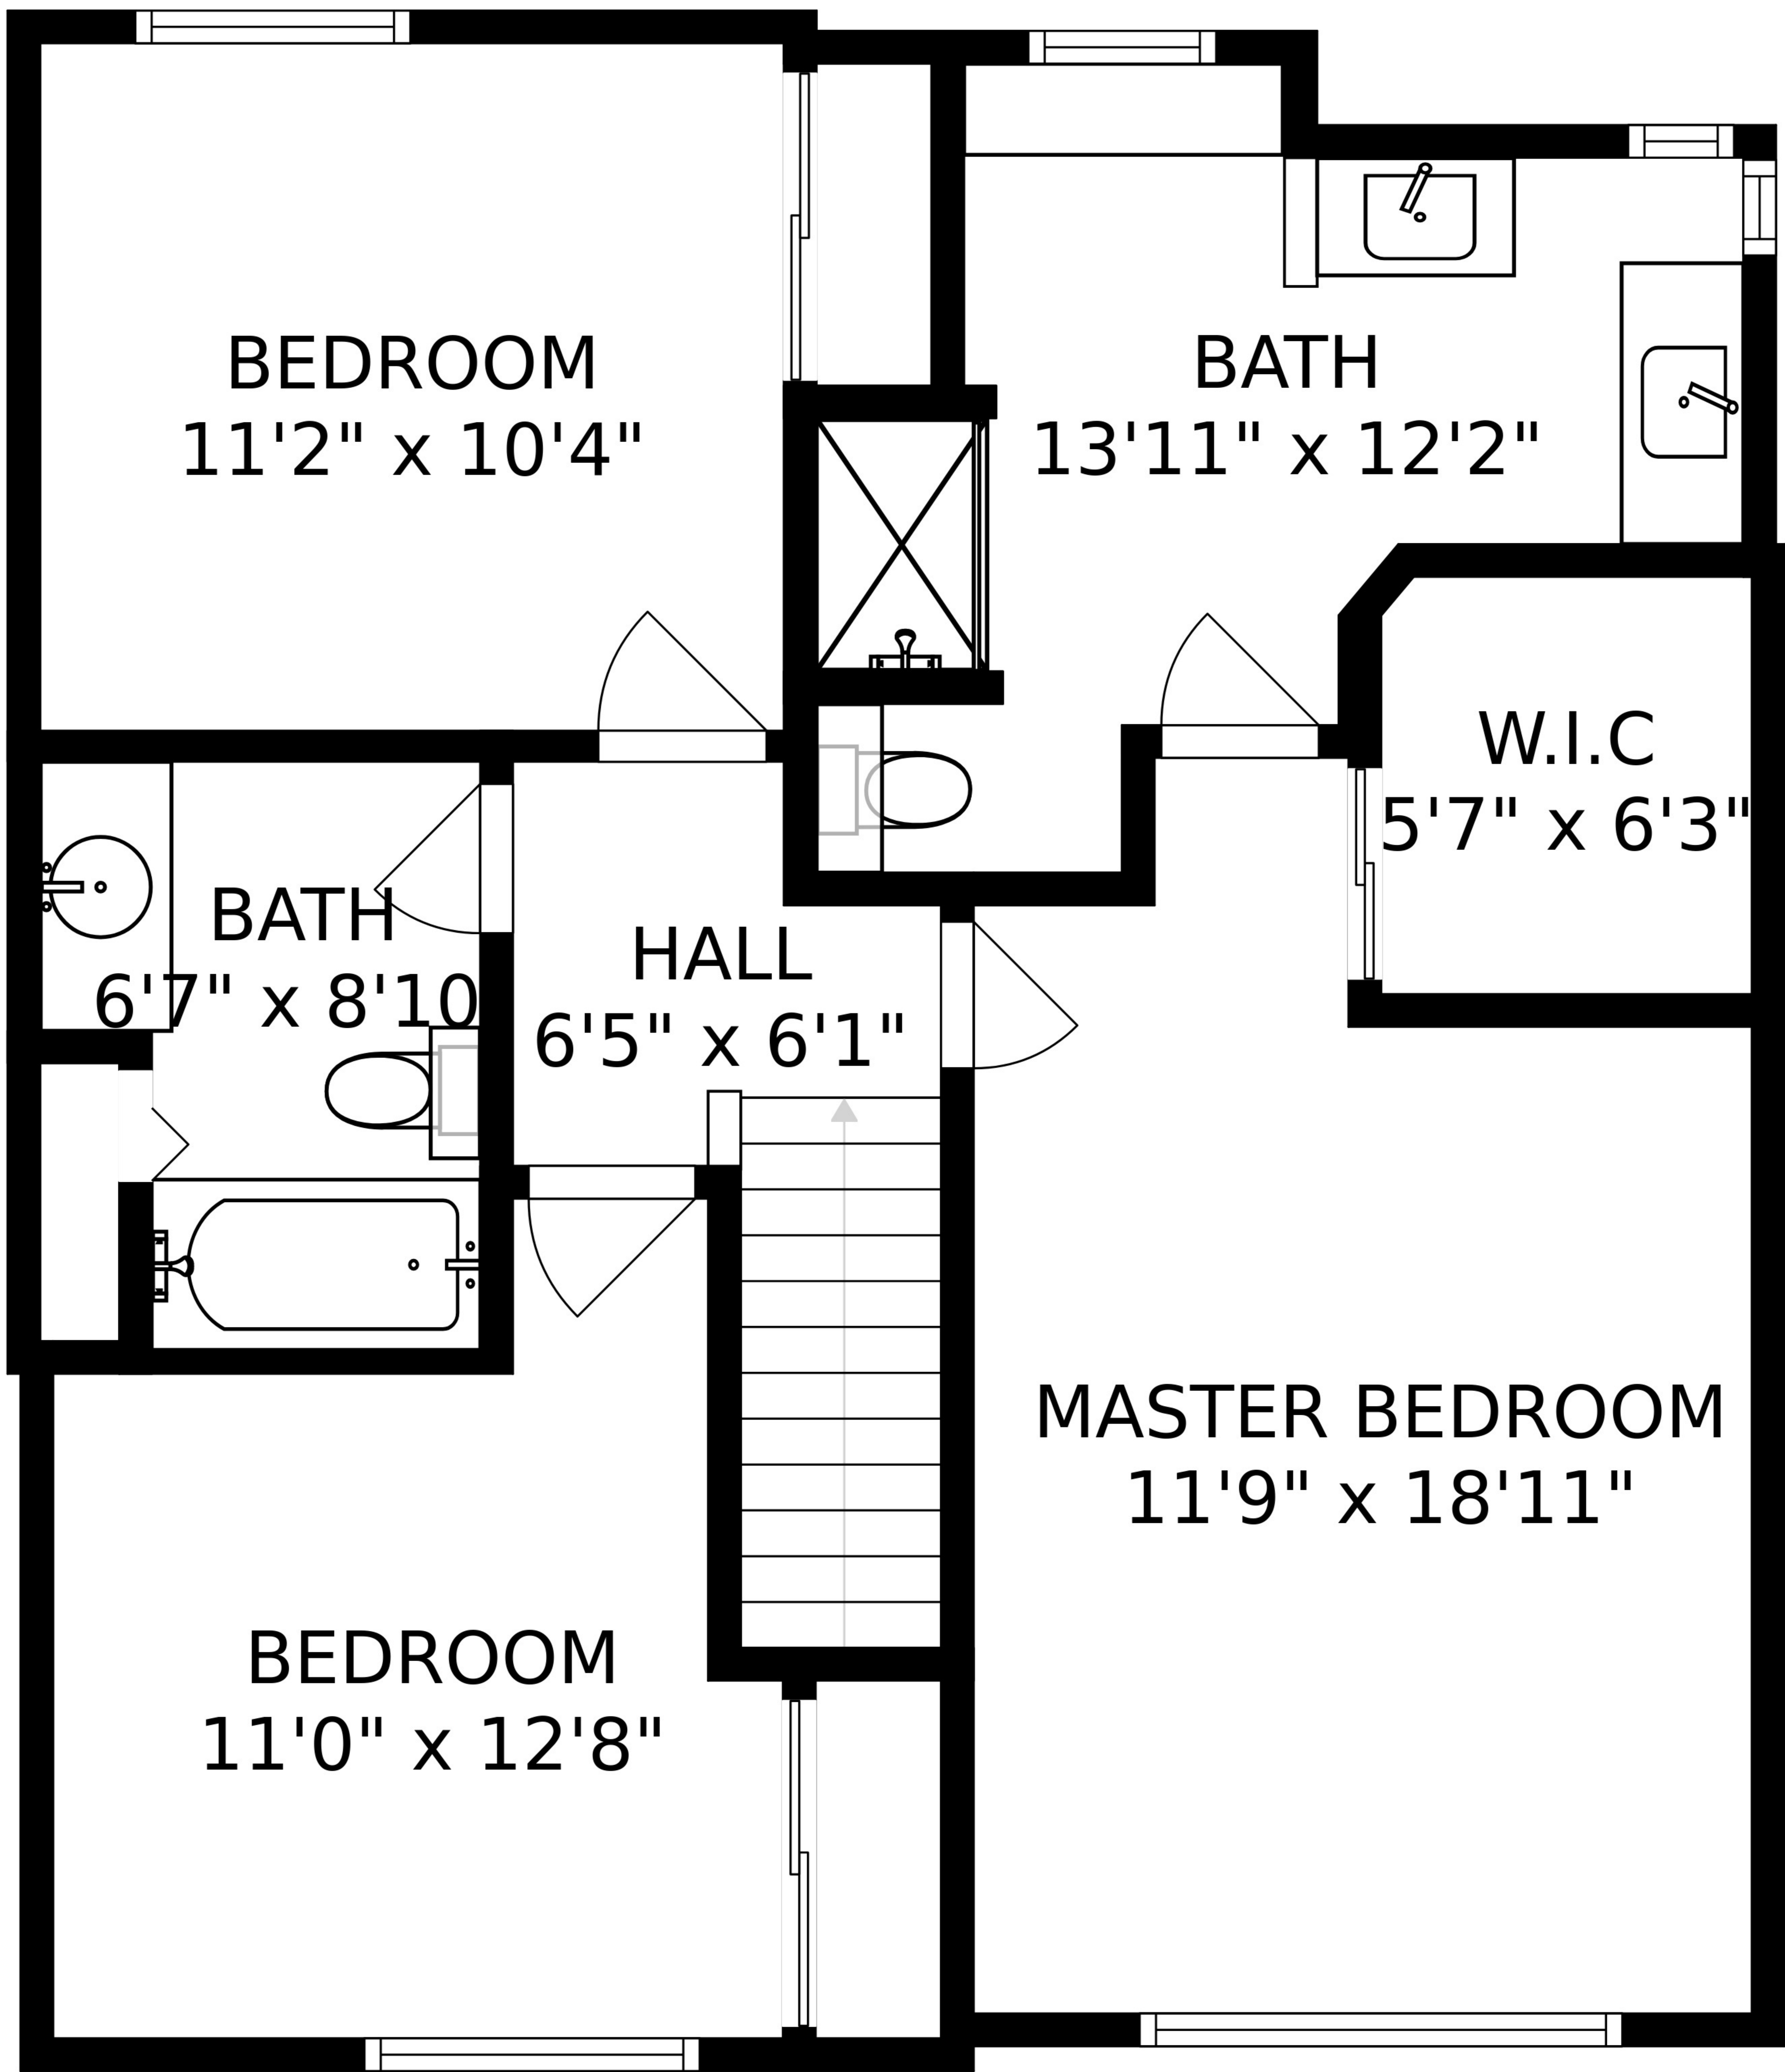 BEDROOM
11'2" x 10'4"
BATH
13'11" x 12'2"
W.I.C
5'7" x 6'3"
BATH
6'7" x 8'10
HALL
6'5" x 6'1"
MASTER BEDROOM
11'9" x 18'11"
BEDROOM
11'0" x 12'8"